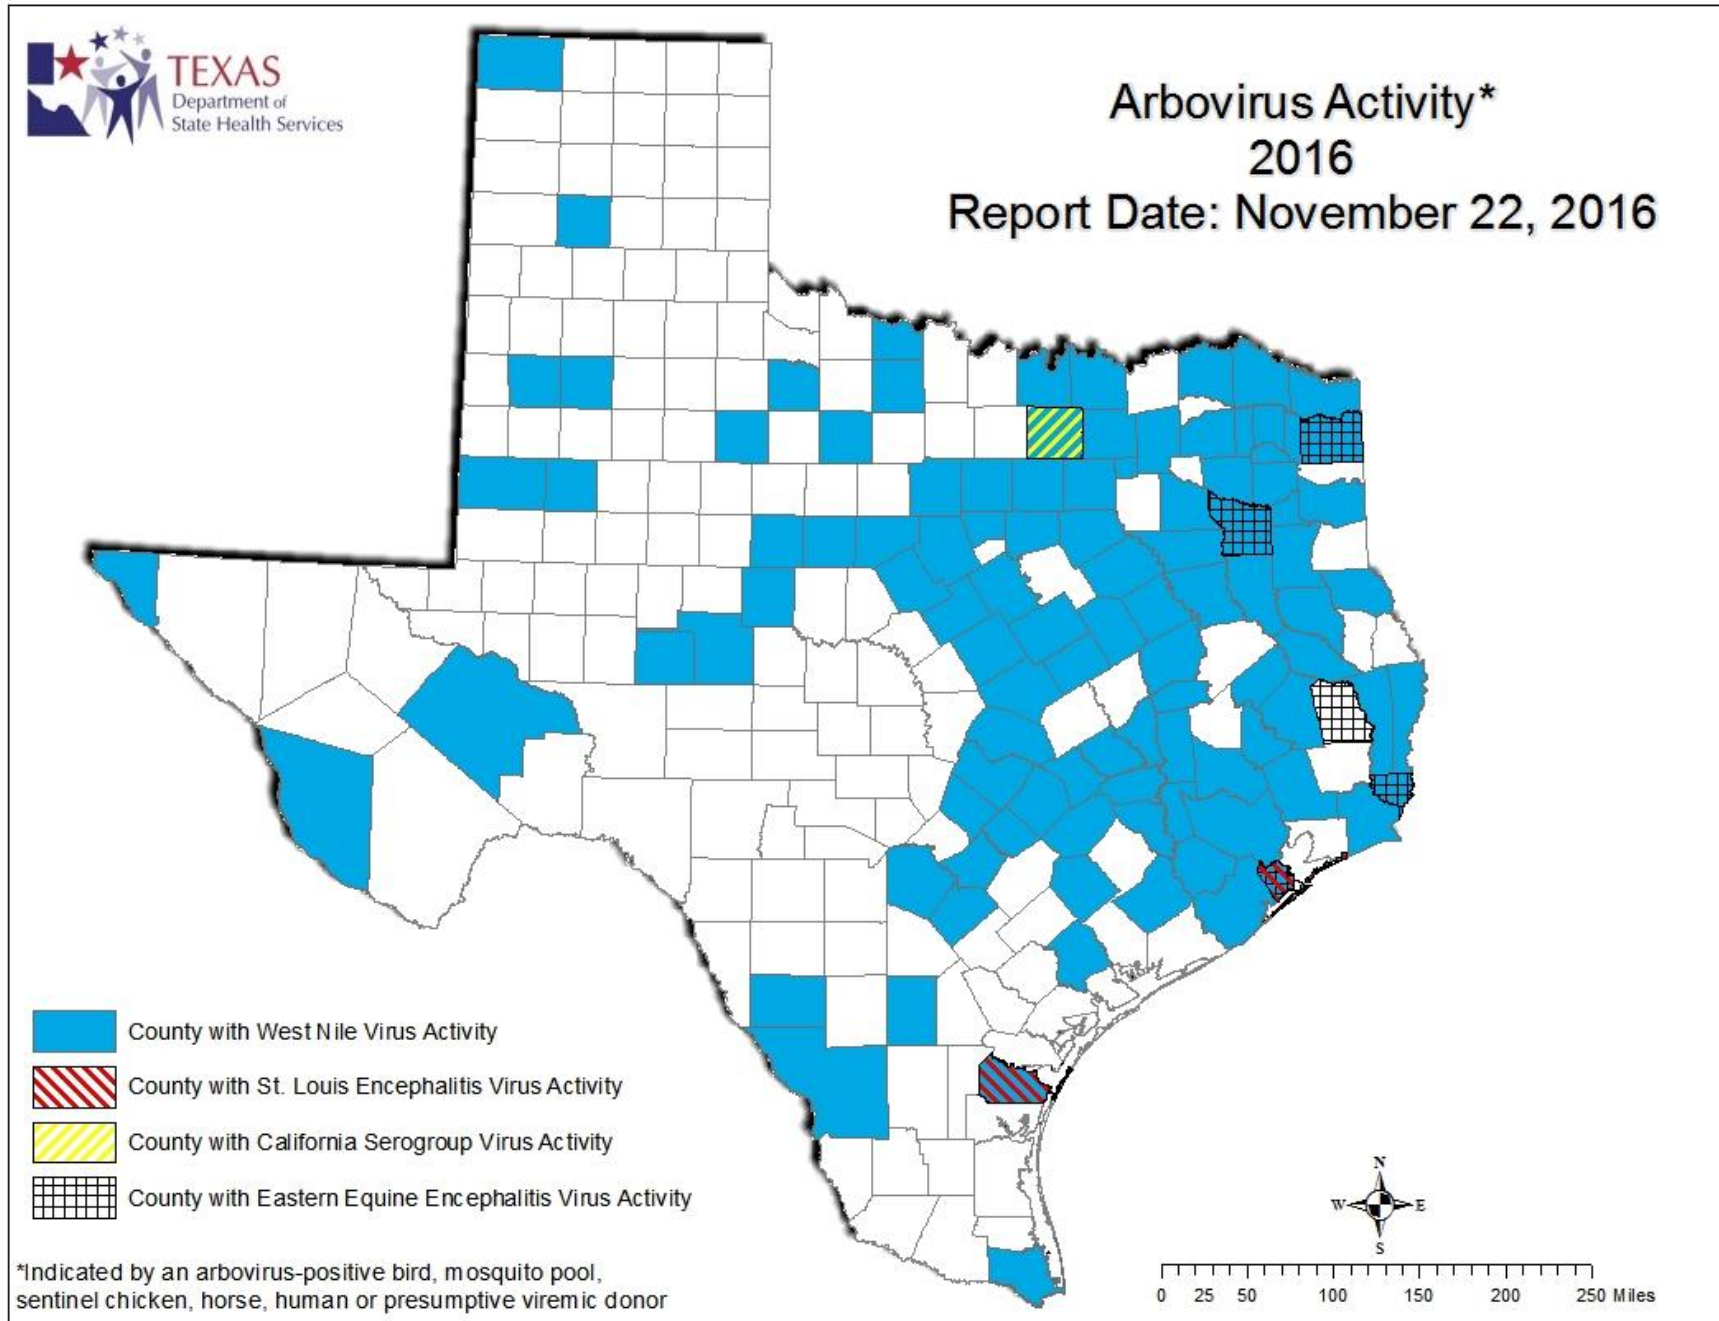 TEXAS
Department of
State Health Services
Arbovirus Activity*
2016
Report Date: November 22, 2016
County with West Nile Virus Activity
County with St. Louis Encephalitis Virus Activity
County with California Serogroup Virus Activity
County with Eastern Equine Encephalitis Virus Activity
*Indicated by an arbovirus-positive bird, mosquito pool,
sentinel chicken, horse, human or presumptive viremic donor
N
W E
S
0 25 50 100 150 200 250 Miles